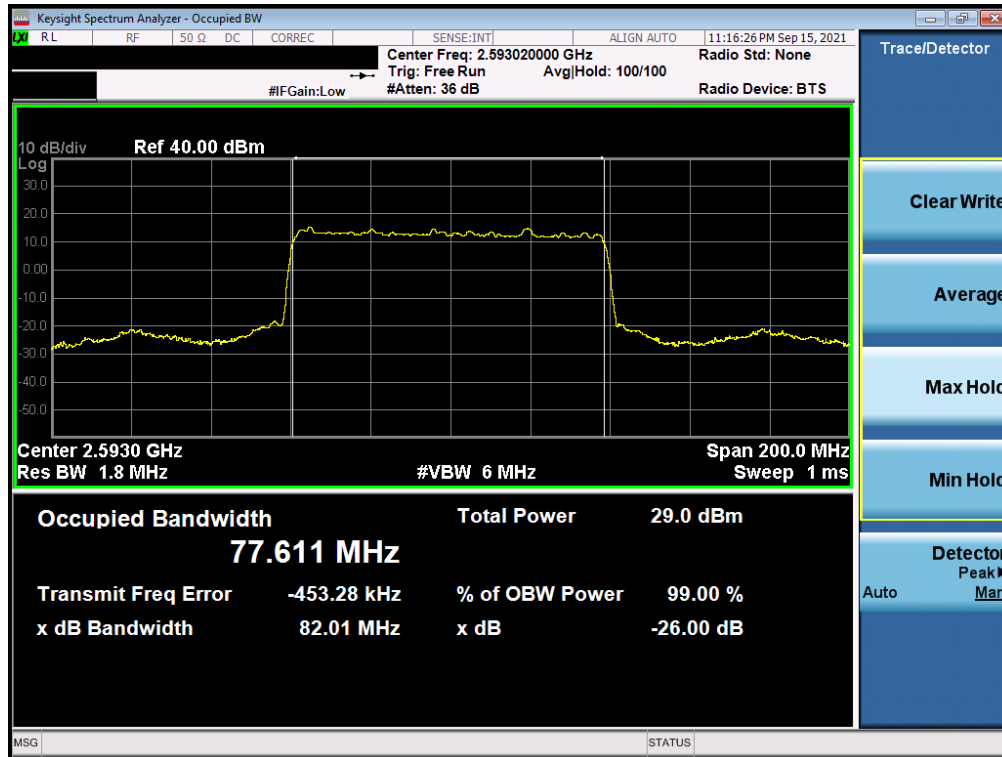 Keysight Spectrum Analyzer - Occupied BW
LXI RL RF 50 Ω DC CORREC SENSE:INT ALIGN AUTO 11:16:26 PM Sep 15, 2021
Center Freq: 2.593020000 GHz Radio Std: None
Trig: Free Run Avg|Hold: 100/100
#IFGain:Low #Atten: 36 dB Radio Device: BTS
10 dB/div Ref 40.00 dBm
Log
30.0
20.0
10.0
0.00
-10.0
-20.0
-30.0
-40.0
-50.0
Center 2.5930 GHz Span 200.0 MHz
Res BW 1.8 MHz #VBW 6 MHz Sweep 1 ms
Occupied Bandwidth Total Power 29.0 dBm
77.611 MHz
Transmit Freq Error -453.28 kHz % of OBW Power 99.00 %
x dB Bandwidth 82.01 MHz x dB -26.00 dB
MSG STATUS
Trace/Detector
Clear Write
Average
Max Hold
Min Hold
Detector
Peak▶
Auto Man